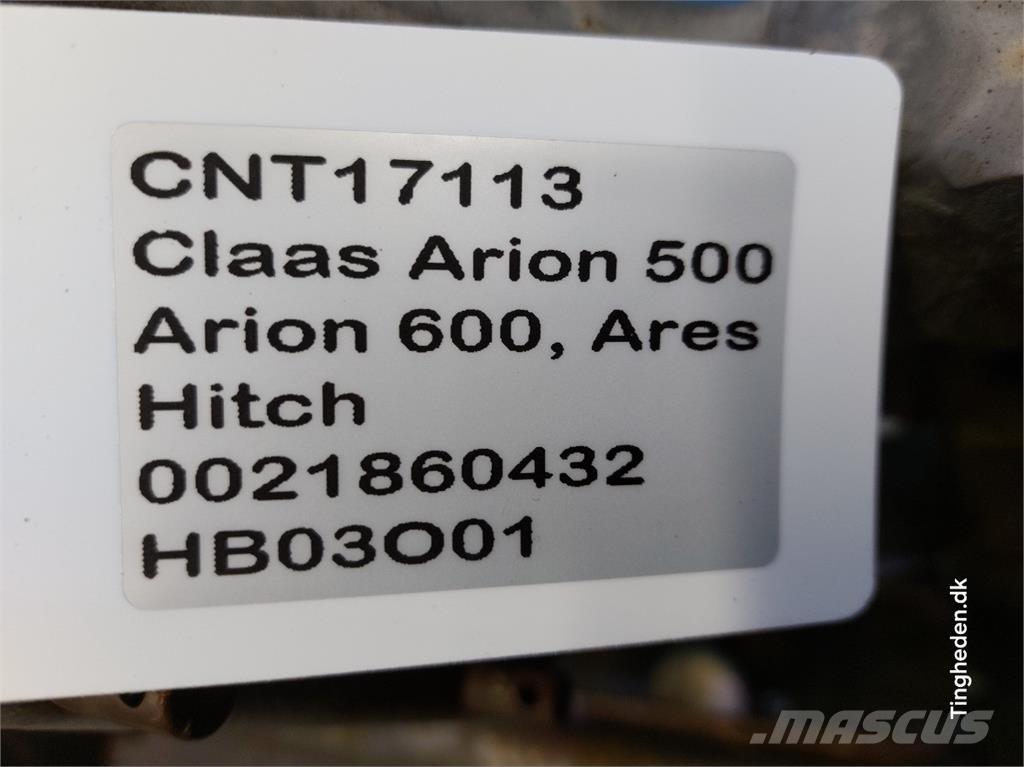 CNT17113
Claas Arion 500
Arion 600, Ares
Hitch
0021860432
HB03O01
Tingheden.dk
MASCUS